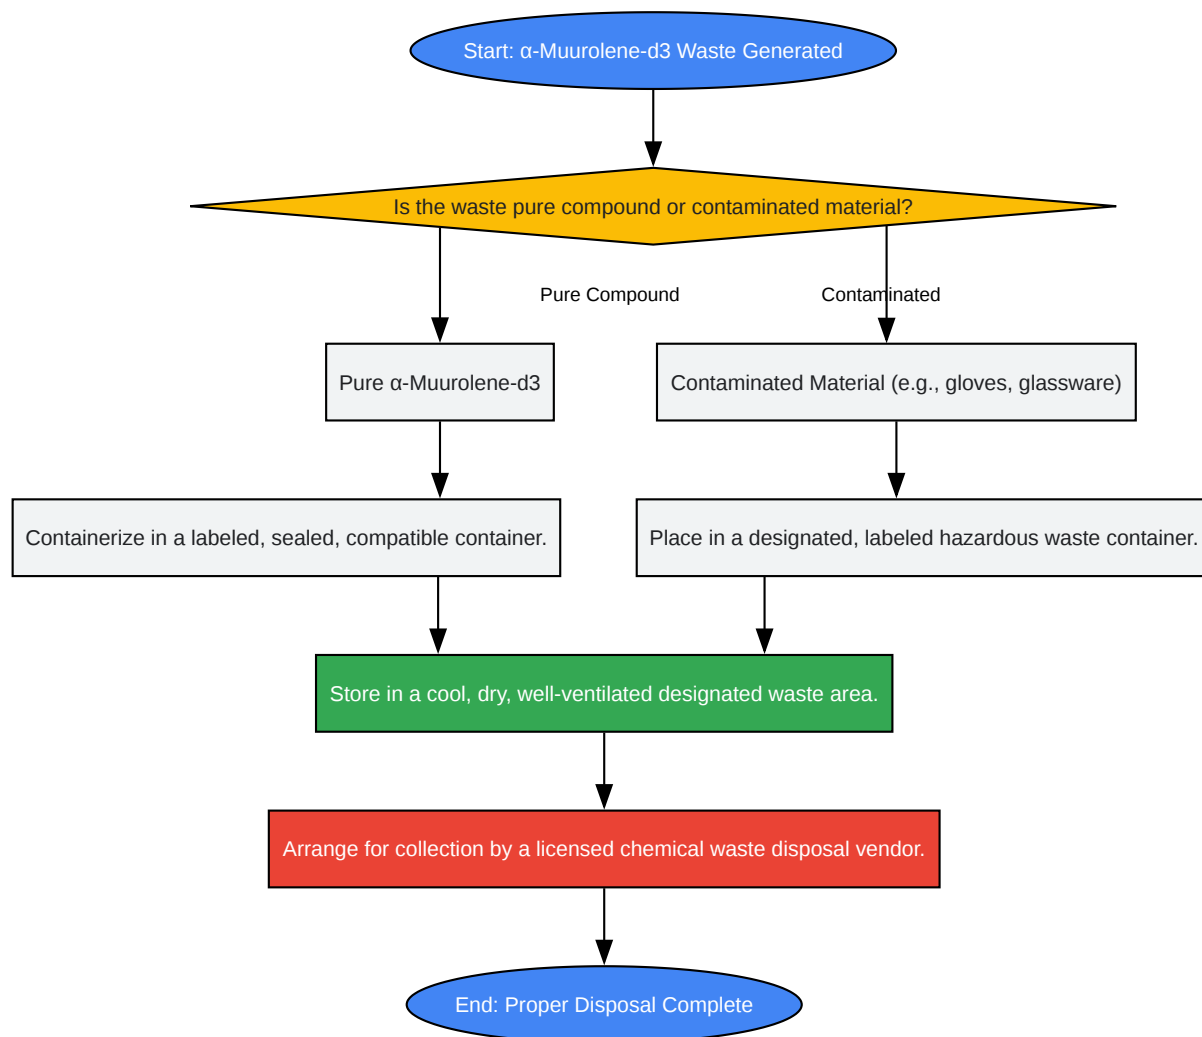 Start: α-Muurolene-d3 Waste Generated
Is the waste pure compound or contaminated material?
Pure Compound
Contaminated
Pure α-Muurolene-d3
Contaminated Material (e.g., gloves, glassware)
Containerize in a labeled, sealed, compatible container.
Place in a designated, labeled hazardous waste container.
Store in a cool, dry, well-ventilated designated waste area.
Arrange for collection by a licensed chemical waste disposal vendor.
End: Proper Disposal Complete